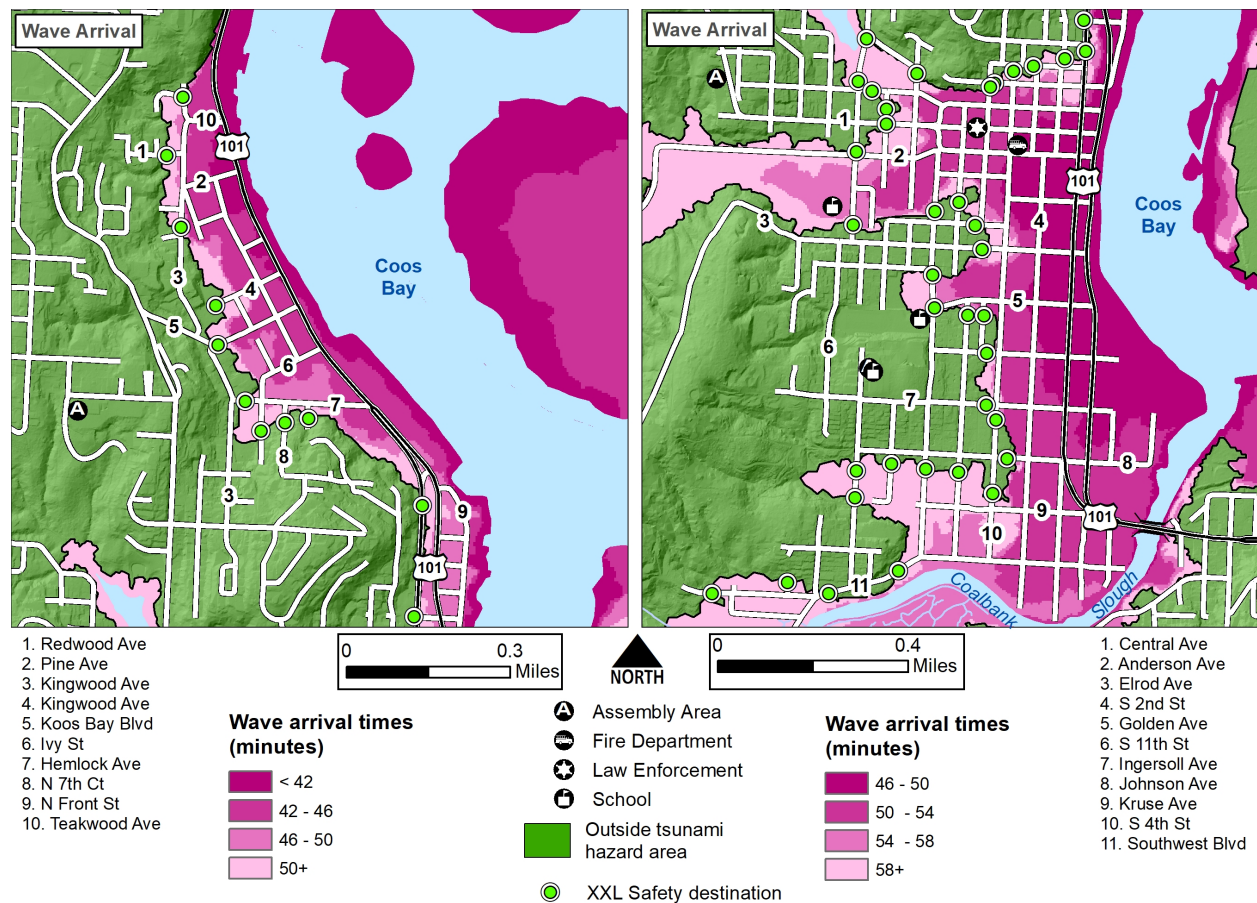 Wave Arrival
10
101
1
2
Coos
Bay
3
4
5
6
7
A
8
3
9
101
Wave Arrival
A
1
2
101
Coos
Bay
3
4
5
6
7
8
9
101
10
11
Coalbank
Slough
1. Redwood Ave
2. Pine Ave
3. Kingwood Ave
4. Kingwood Ave
5. Koos Bay Blvd
6. Ivy St
7. Hemlock Ave
8. N 7th Ct
9. N Front St
10. Teakwood Ave
0 0.3
Miles
NORTH
0 0.4
Miles
1. Central Ave
2. Anderson Ave
3. Elrod Ave
4. S 2nd St
5. Golden Ave
6. S 11th St
7. Ingersoll Ave
8. Johnson Ave
9. Kruse Ave
10. S 4th St
11. Southwest Blvd
Wave arrival times
(minutes)
< 42
42 - 46
46 - 50
50+
A Assembly Area
Fire Department
Law Enforcement
School
Outside tsunami
hazard area
XXL Safety destination
Wave arrival times
(minutes)
46 - 50
50 - 54
54 - 58
58+